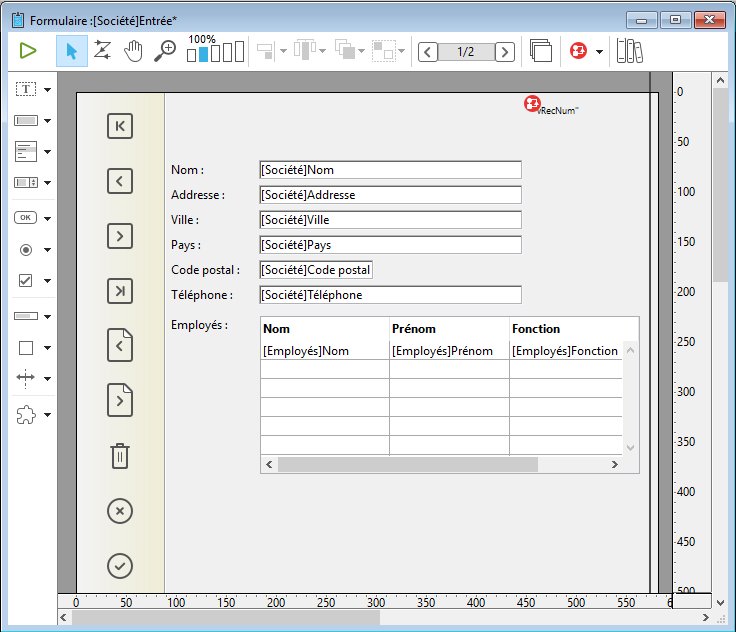 Formulaire :[Société]Entrée*
100%
1/2
T
OK
vRecNum"
Nom :
[Société]Nom
Addresse :
[Société]Addresse
Ville :
[Société]Ville
Pays :
[Société]Pays
Code postal :
[Société]Code postal
Téléphone :
[Société]Téléphone
Employés :
Nom Prénom Fonction
[Employés]Nom [Employés]Prénom [Employés]Fonction
0
50
100
150
200
250
300
350
400
450
500
0 50 100 150 200 250 300 350 400 450 500 550 6